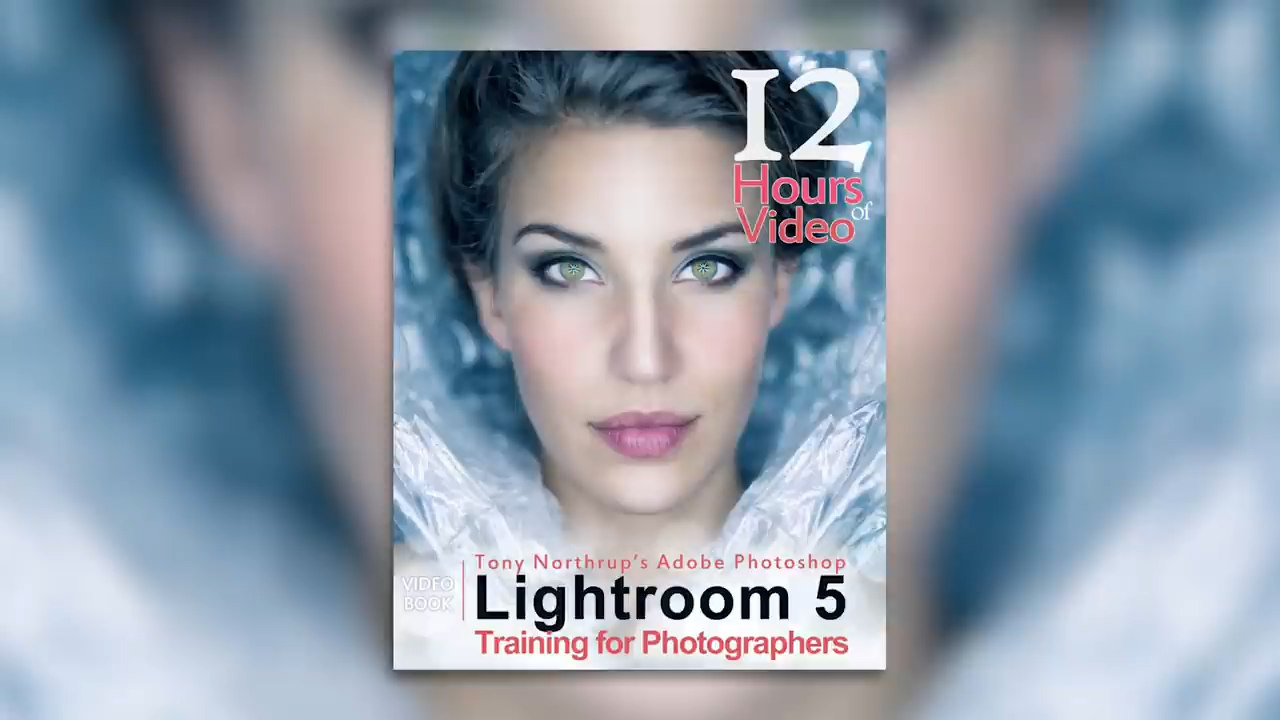 12
Hours
of
Video
Tony Northrup's Adobe Photoshop
VIDEO
BOOK
Lightroom 5
Training for Photographers